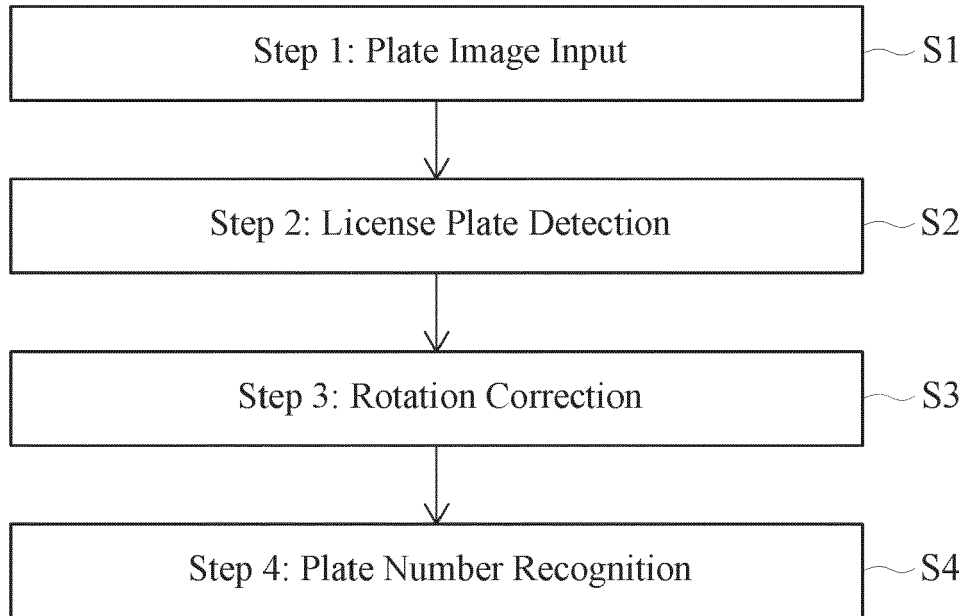 Step 1: Plate Image Input S1
Step 2: License Plate Detection S2
Step 3: Rotation Correction S3
Step 4: Plate Number Recognition S4